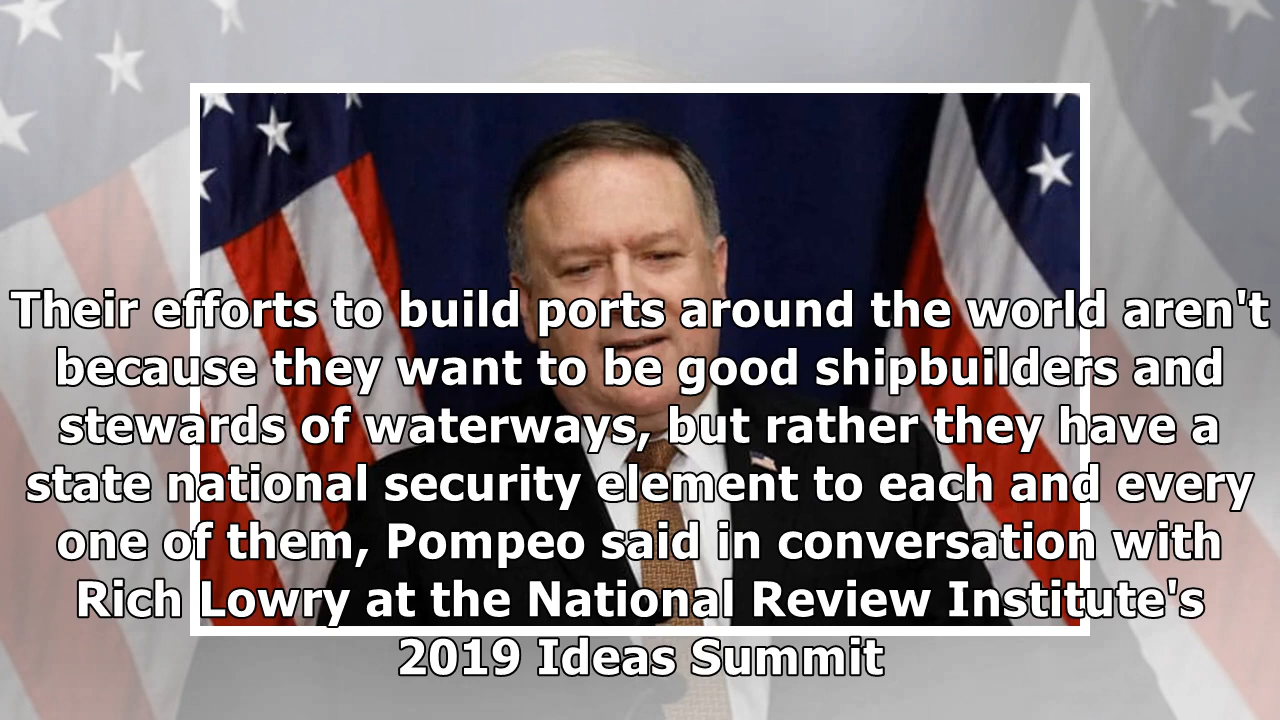 Their efforts to build ports around the world aren't
because they want to be good shipbuilders and
stewards of waterways, but rather they have a
state national security element to each and every
one of them, Pompeo said in conversation with
Rich Lowry at the National Review Institute's
2019 Ideas Summit